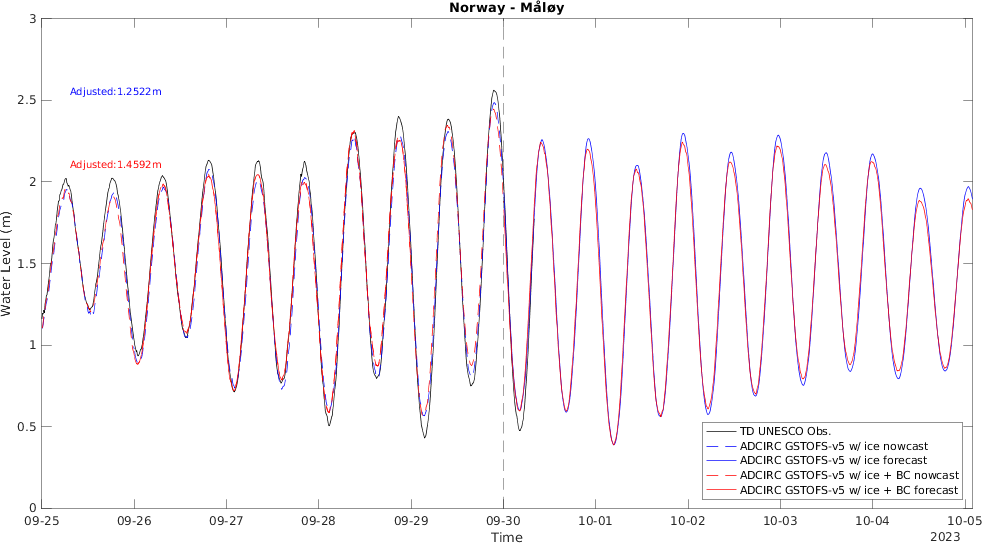 Norway - Måløy
3
2.5
2
1.5
1
0.5
0
Water Level (m)
Adjusted:1.2522m
Adjusted:1.4592m
TD UNESCO Obs.
ADCIRC GSTOFS-v5 w/ ice nowcast
ADCIRC GSTOFS-v5 w/ ice forecast
ADCIRC GSTOFS-v5 w/ ice + BC nowcast
ADCIRC GSTOFS-v5 w/ ice + BC forecast
09-25 09-26 09-27 09-28 09-29 09-30 10-01 10-02 10-03 10-04 10-05
Time
2023